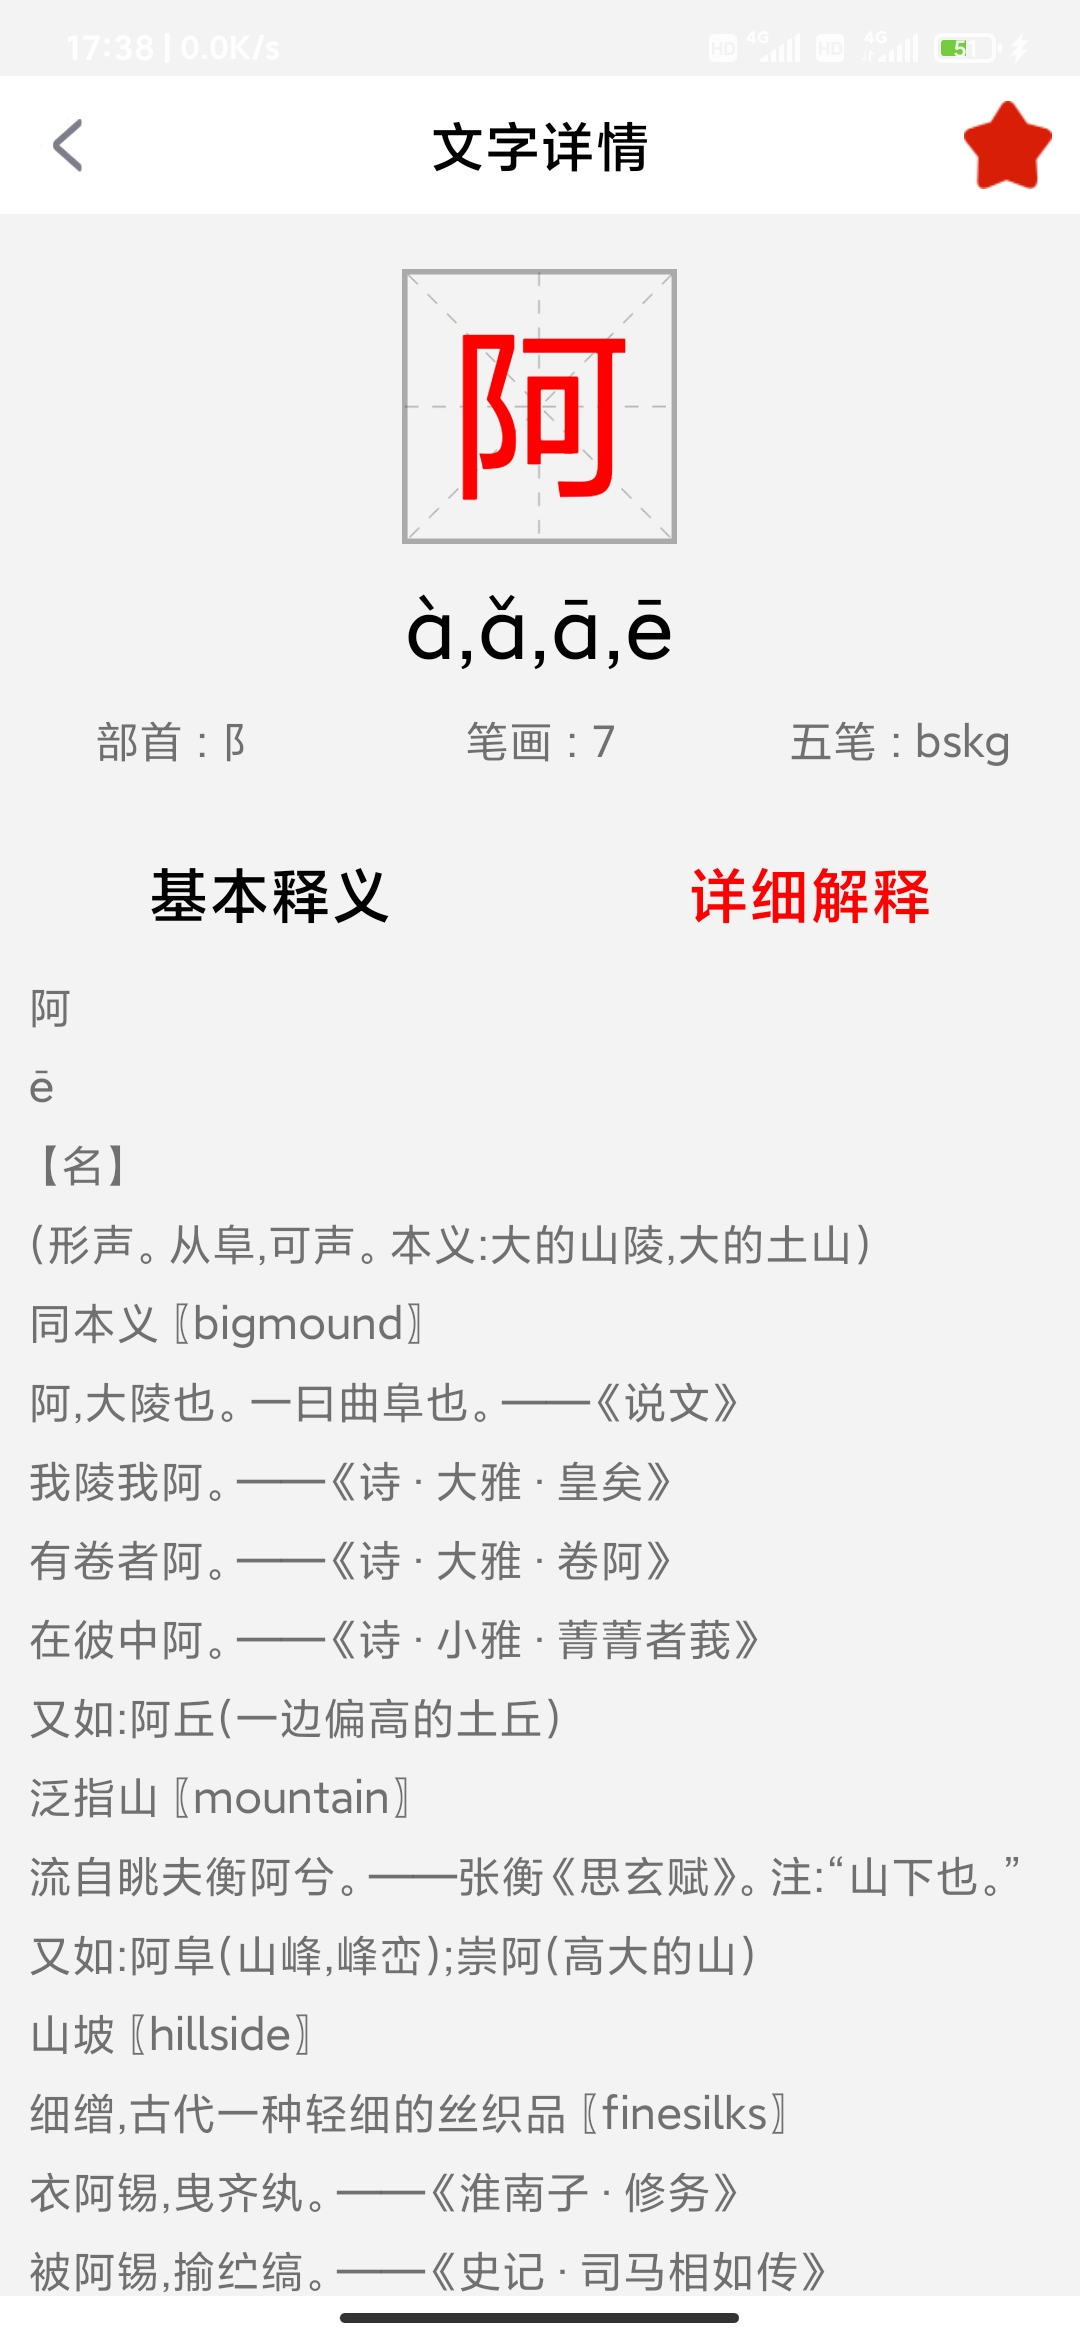 17:38 | 0.0K/s HD 4G HD 4G 51
文字详情
阿
à,ǎ,ā,ē
部首 : 阝 笔画 : 7 五笔 : bskg
基本释义 详细解释
阿
ē
【名】
(形声。从阜,可声。本义:大的山陵,大的土山)
同本义〖bigmound〗
阿,大陵也。一曰曲阜也。——《说文》
我陵我阿。——《诗·大雅·皇矣》
有卷者阿。——《诗·大雅·卷阿》
在彼中阿。——《诗·小雅·菁菁者莪》
又如:阿丘(一边偏高的土丘)
泛指山〖mountain〗
流自眺夫衡阿兮。——张衡《思玄赋》。注:“山下也。”
又如:阿阜(山峰,峰峦);崇阿(高大的山)
山坡〖hillside〗
细缯,古代一种轻细的丝织品〖finesilks〗
衣阿锡,曳齐纨。——《淮南子·修务》
被阿锡,揄纻缟。——《史记·司马相如传》